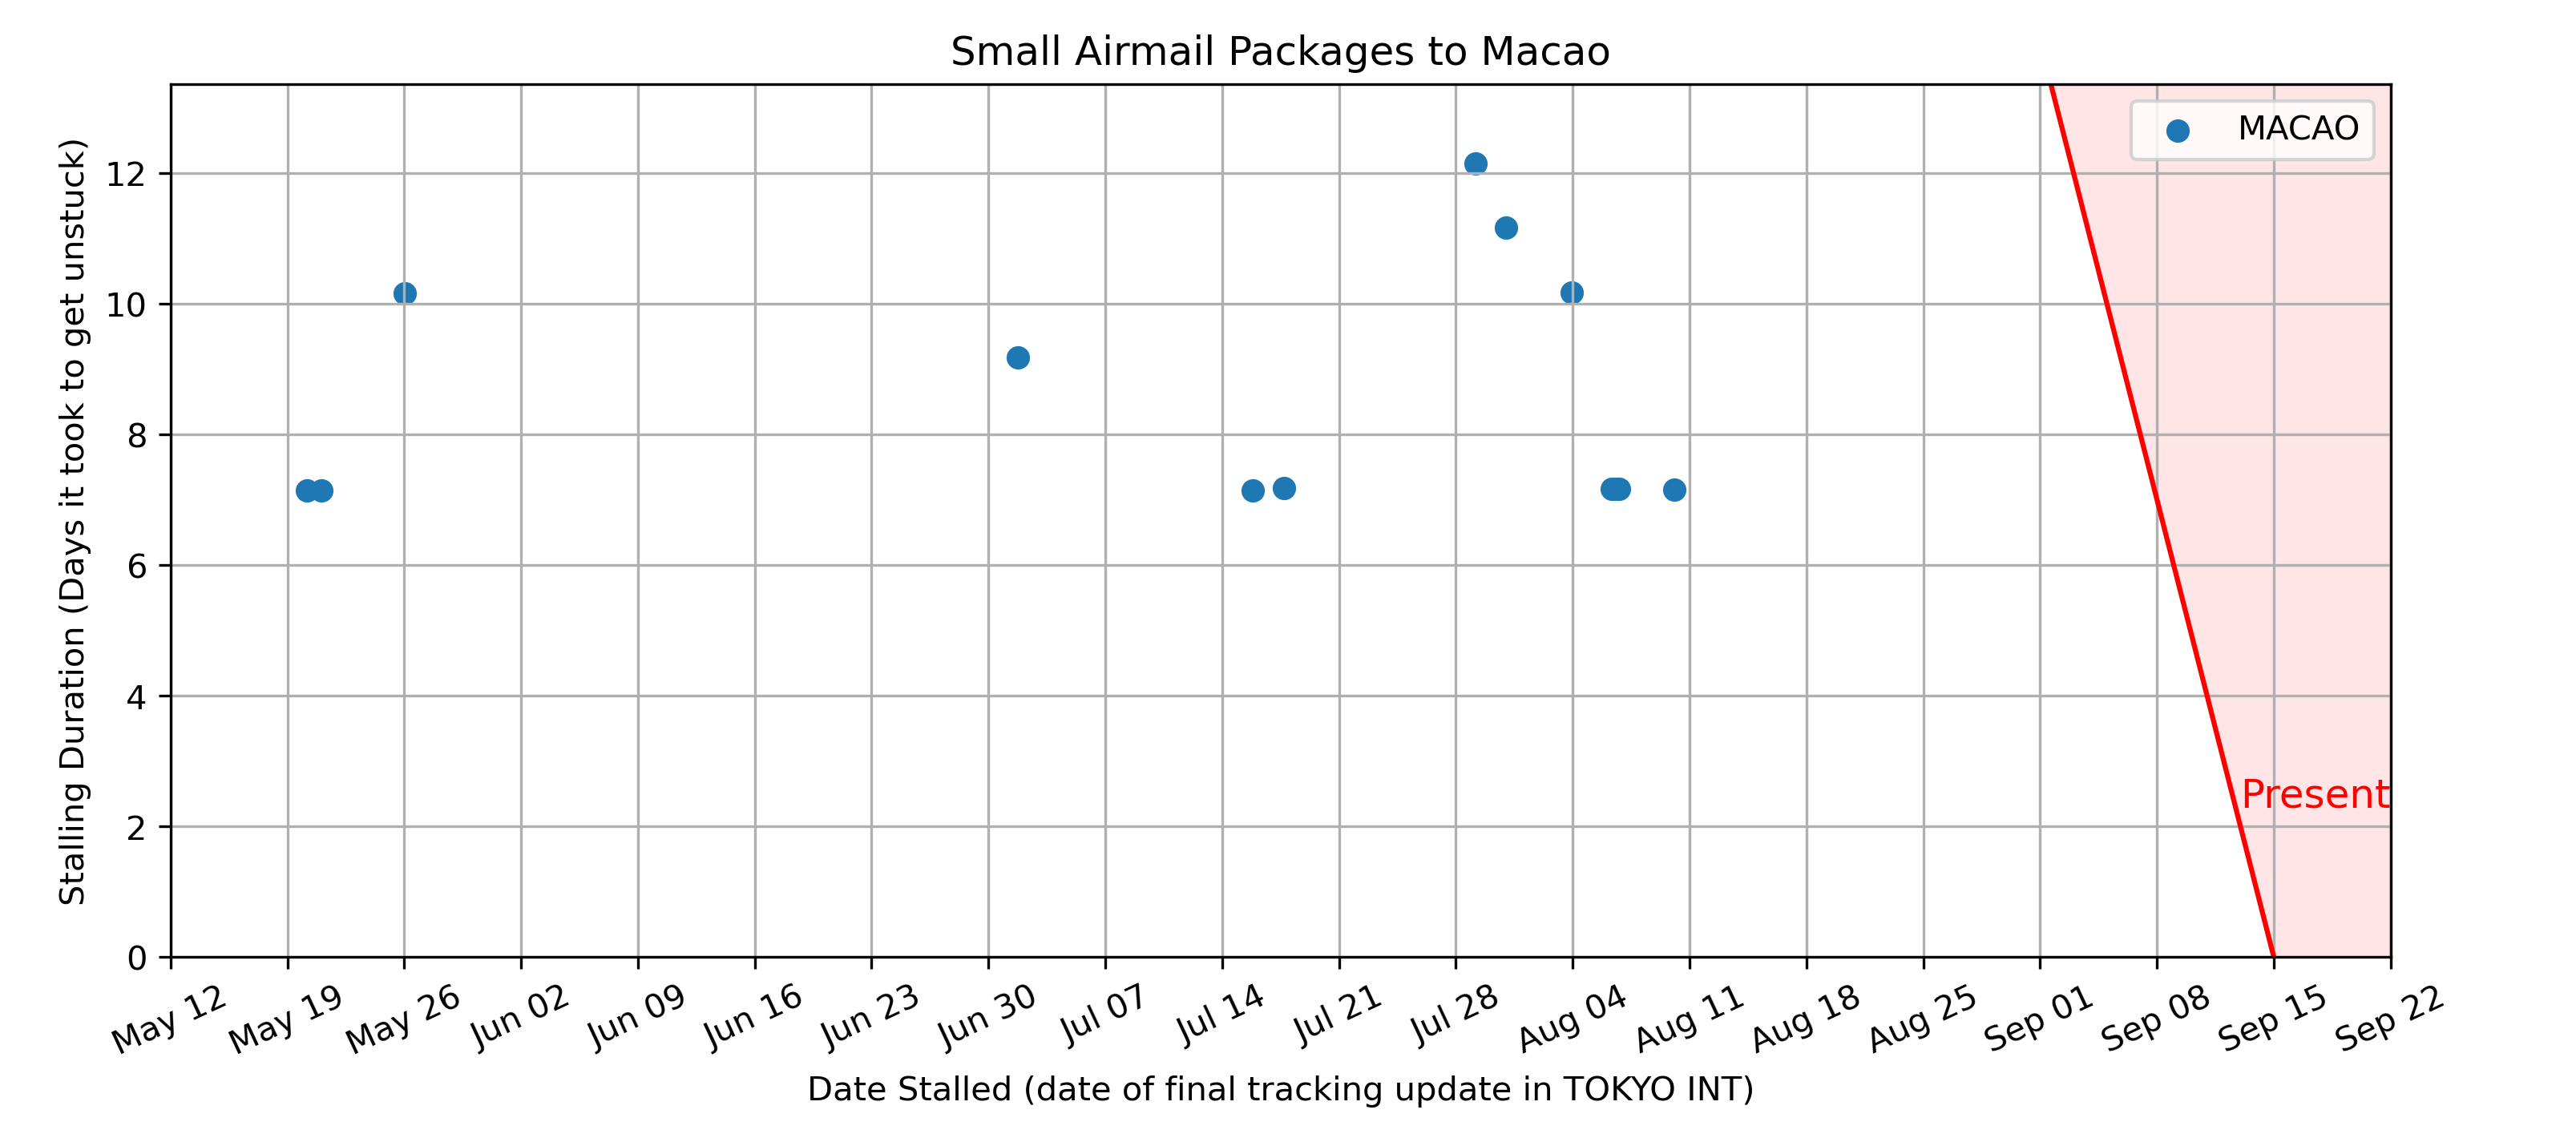 Small Airmail Packages to Macao
MACAO
Stalling Duration (Days it took to get unstuck)
12
10
8
6
4
2
0
Present
May 12
May 19
May 26
Jun 02
Jun 09
Jun 16
Jun 23
Jun 30
Jul 07
Jul 14
Jul 21
Jul 28
Aug 04
Aug 11
Aug 18
Aug 25
Sep 01
Sep 08
Sep 15
Sep 22
Date Stalled (date of final tracking update in TOKYO INT)